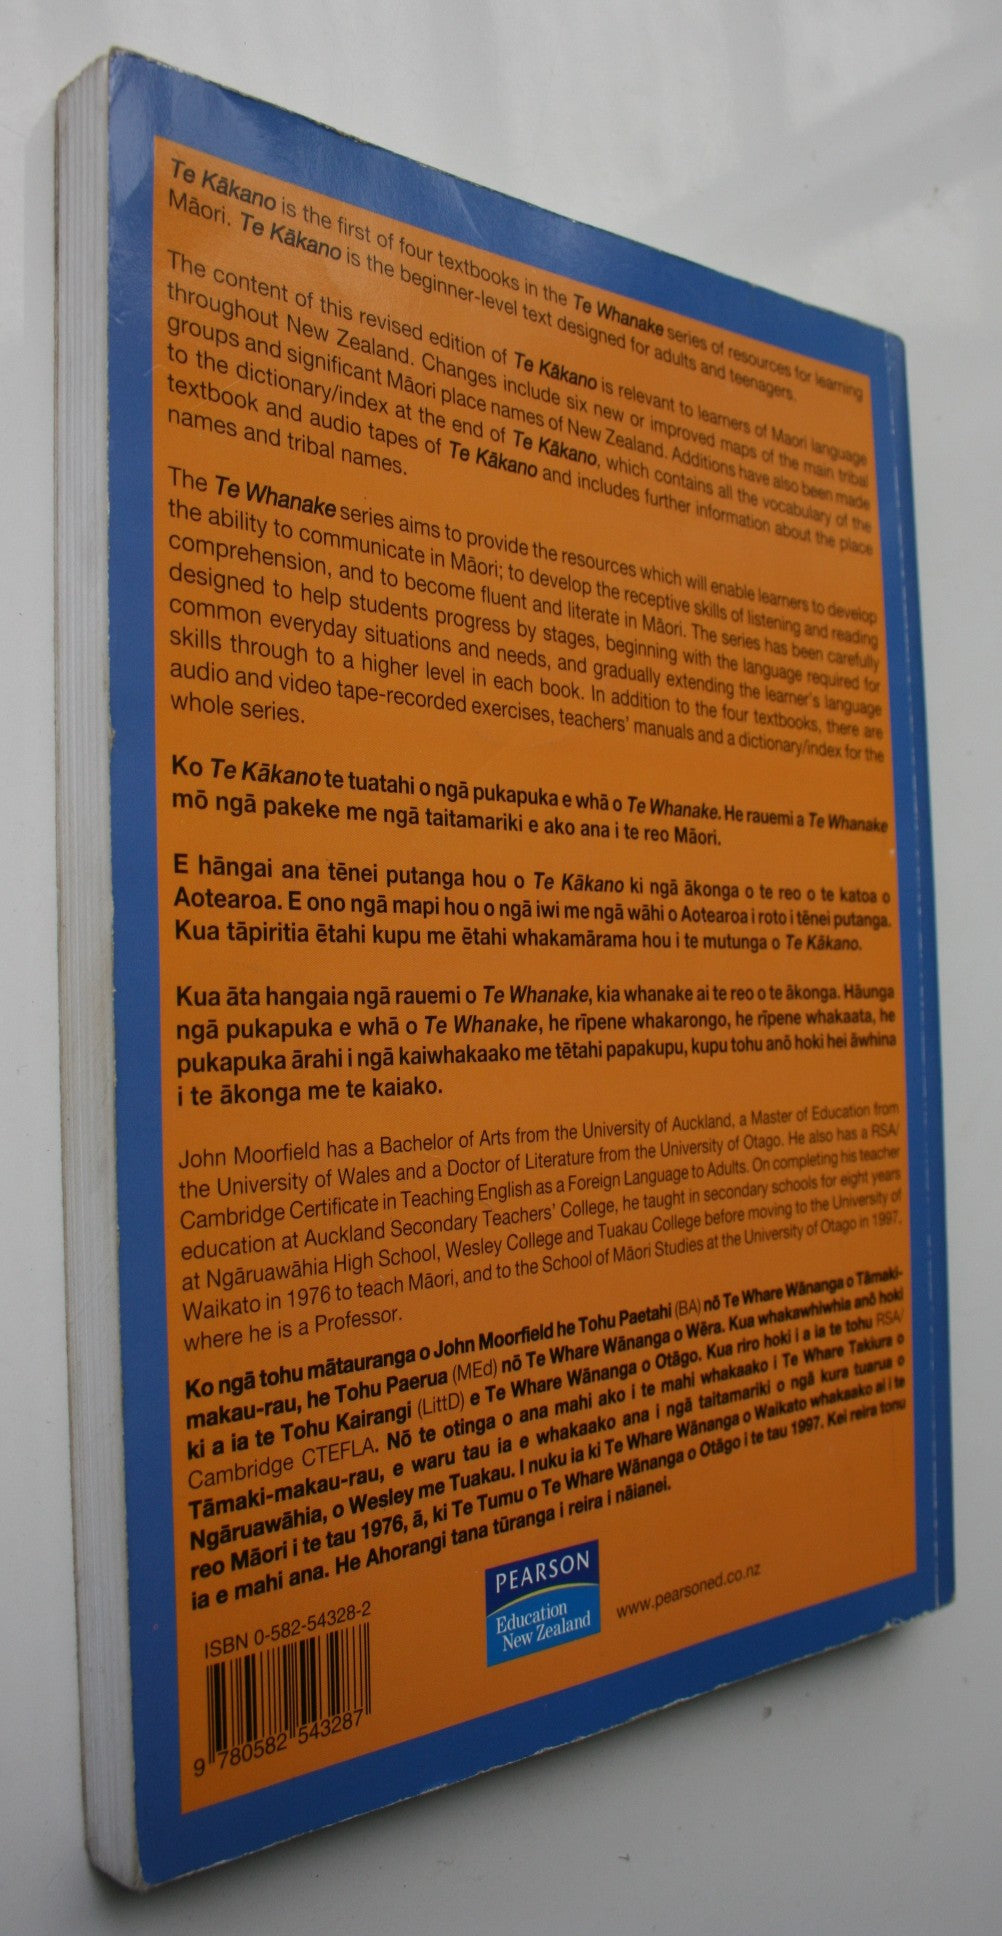 Te Kākano is the first of four textbooks in the Te Whanake series of resources for learning
Māori. Te Kākano is the beginner-level text designed for adults and teenagers.
The content of this revised edition of Te Kākano is relevant to learners of Maori language
throughout New Zealand. Changes include six new or improved maps of the main tribal
groups and significant Māori place names of New Zealand. Additions have also been made
to the dictionary/index at the end of Te Kākano, which contains all the vocabulary of the
textbook and audio tapes of Te Kākano and includes further information about the place
names and tribal names.
The Te Whanake series aims to provide the resources which will enable learners to develop
the ability to communicate in Māori; to develop the receptive skills of listening and reading
comprehension, and to become fluent and literate in Māori. The series has been carefully
designed to help students progress by stages, beginning with the language required for
common everyday situations and needs, and gradually extending the learner's language
skills through to a higher level in each book. In addition to the four textbooks, there are
audio and video tape-recorded exercises, teachers' manuals and a dictionary/index for the
whole series.
Ko Te Kākano te tuatahi o ngā pukapuka e whā o Te Whanake. He rauemi a Te Whanake
mō ngā pakeke me ngā taitamariki e ako ana i te reo Māori.
E hāngai ana tēnei putanga hou o Te Kākano ki ngā ākonga o te reo o te katoa o
Aotearoa. E ono ngā mapi hou o ngā iwi me ngā wāhi o Aotearoa i roto i tēnei putanga.
Kua tāpiritia ētahi kupu me ētahi whakamārama hou i te mutunga o Te Kākano.
Kua āta hangaia ngā rauemi o Te Whanake, kia whanake ai te reo o te ākonga. Hāunga
ngā pukapuka e whā o Te Whanake, he rīpene whakarongo, he rīpene whakaata, he
pukapuka ārahi i ngā kaiwhakaako me tētahi papakupu, kupu tohu anō hoki hei āwhina
i te ākonga me te kaiako.
John Moorfield has a Bachelor of Arts from the University of Auckland, a Master of Education from
the University of Wales and a Doctor of Literature from the University of Otago. He also has a RSA/
Cambridge Certificate in Teaching English as a Foreign Language to Adults. On completing his teacher
education at Auckland Secondary Teachers' College, he taught in secondary schools for eight years
at Ngāruawāhia High School, Wesley College and Tuakau College before moving to the University of
Waikato in 1976 to teach Māori, and to the School of Māori Studies at the University of Otago in 1997,
where he is a Professor.
Ko ngā tohu mātauranga o John Moorfield he Tohu Paetahi (BA) nō Te Whare Wānanga o Tāmaki-
makau-rau, he Tohu Paerua (MEd) nō Te Whare Wānanga o Wēra. Kua whakawhiwhia anō hoki
ki a ia te Tohu Kairangi (LittD) e Te Whare Wānanga o Otāgo. Kua riro hoki i a ia te tohu RSA/
Cambridge CTEFLA. Nō te otinga o ana mahi ako i te mahi whakaako i Te Whare Takiura o
Tāmaki-makau-rau, e waru tau ia e whakaako ana i ngā taitamariki o ngā kura tuarua o
Ngāruawāhia, o Wesley me Tuakau. I nuku ia ki Te Whare Wānanga o Waikato whakaako ai i te
reo Māori i te tau 1976, ā, ki Te Tumu o Te Whare Wānanga o Otāgo i te tau 1997. Kei reira tonu
ia e mahi ana. He Ahorangi tana tūranga i reira i nāianei.
ISBN 0-582-54328-2
9 780582 543287
PEARSON
Education
New Zealand
www.pearsoned.co.nz